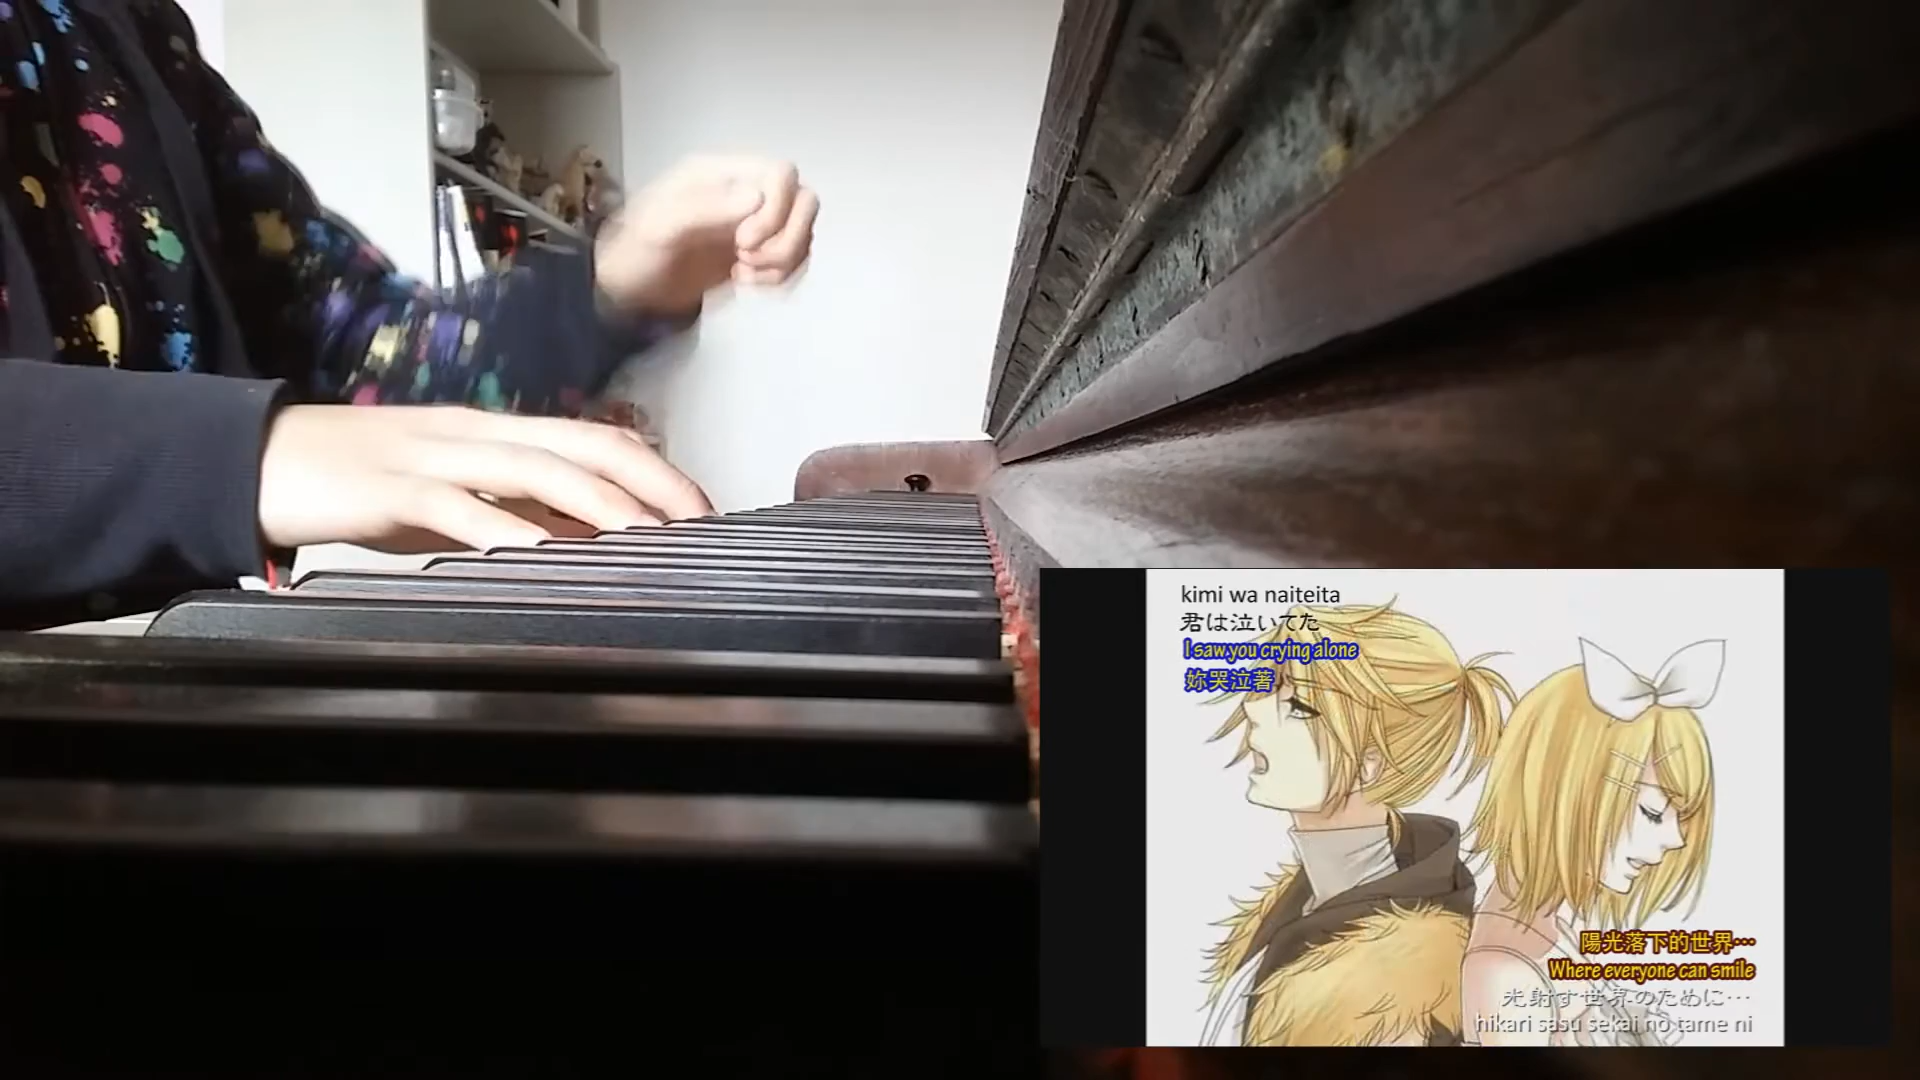 kimi wa naiteita
君は泣いてた
I saw you crying alone
妳哭泣著
陽光落下的世界…
Where everyone can smile
光射す世界のために…
hikari sasu sekai no tame ni